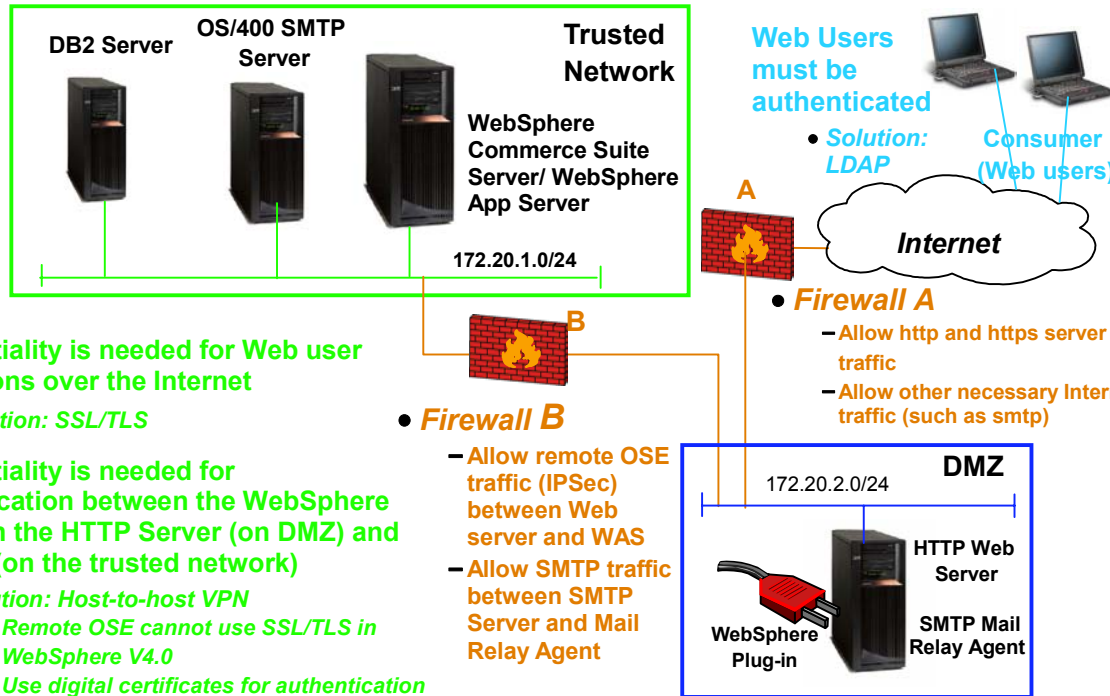 DB2 Server
OS/400 SMTP
Server
Trusted
Network
WebSphere
Commerce Suite
Server/ WebSphere
App Server
172.20.1.0/24
Web Users
must be
authenticated
• Solution:
LDAP
Consumer
(Web users)
A
Internet
• Firewall A
– Allow http and https server
traffic
– Allow other necessary Inter
traffic (such as smtp)
B
tiality is needed for Web user
ons over the Internet
tion: SSL/TLS
tiality is needed for
ication between the WebSphere
n the HTTP Server (on DMZ) and
(on the trusted network)
tion: Host-to-host VPN
Remote OSE cannot use SSL/TLS in
WebSphere V4.0
Use digital certificates for authentication
• Firewall B
– Allow remote OSE
traffic (IPSec)
between Web
server and WAS
– Allow SMTP traffic
between SMTP
Server and Mail
Relay Agent
DMZ
172.20.2.0/24
HTTP Web
Server
SMTP Mail
Relay Agent
WebSphere
Plug-in